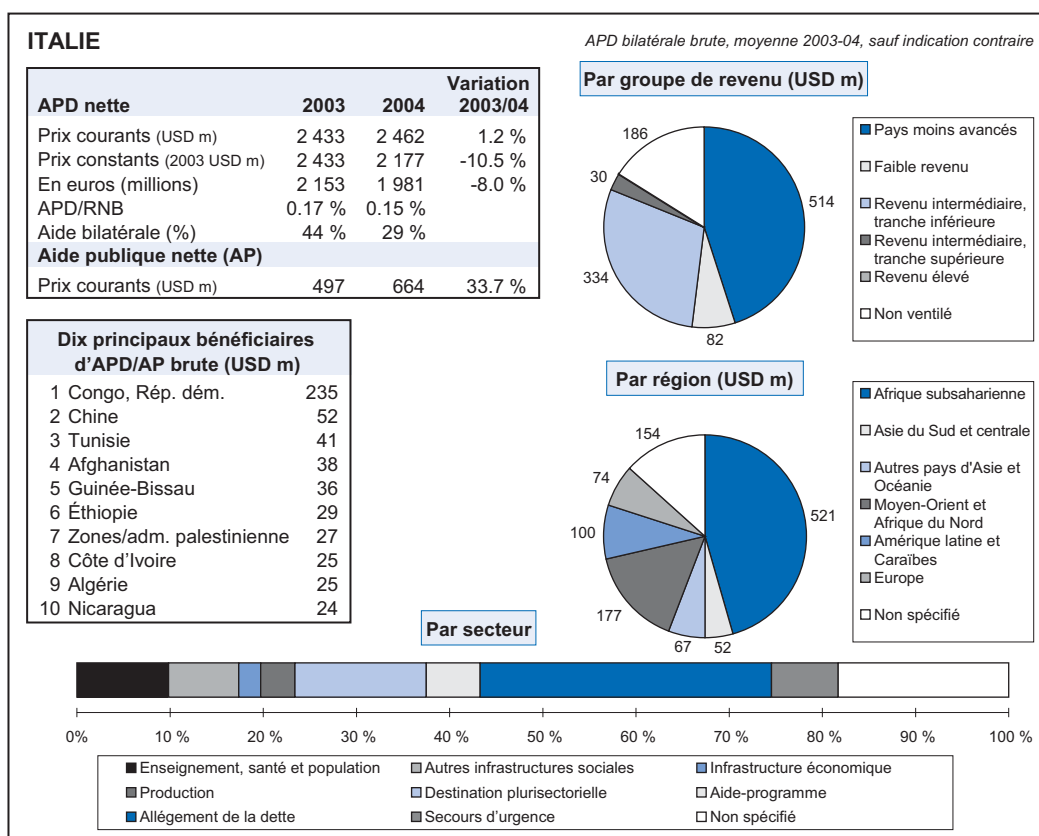 ITALIE
APD bilatérale brute, moyenne 2003-04, sauf indication contraire
APD nette 2003 2004 Variation 2003/04
Prix courants (USD m) 2 433 2 462 1.2 %
Prix constants (2003 USD m) 2 433 2 177 -10.5 %
En euros (millions) 2 153 1 981 -8.0 %
APD/RNB 0.17 % 0.15 %
Aide bilatérale (%) 44 % 29 %
Aide publique nette (AP)
Prix courants (USD m) 497 664 33.7 %
Dix principaux bénéficiaires
d'APD/AP brute (USD m)
1 Congo, Rép. dém. 235
2 Chine 52
3 Tunisie 41
4 Afghanistan 38
5 Guinée-Bissau 36
6 Éthiopie 29
7 Zones/adm. palestinienne 27
8 Côte d'Ivoire 25
9 Algérie 25
10 Nicaragua 24
Par groupe de revenu (USD m)
186
30
514
334
82
Pays moins avancés
Faible revenu
Revenu intermédiaire,
tranche inférieure
Revenu intermédiaire,
tranche supérieure
Revenu élevé
Non ventilé
Par région (USD m)
154
74
521
100
177
67
52
Afrique subsaharienne
Asie du Sud et centrale
Autres pays d'Asie et
Océanie
Moyen-Orient et
Afrique du Nord
Amérique latine et
Caraïbes
Europe
Non spécifié
Par secteur
0% 10 % 20 % 30 % 40 % 50 % 60 % 70 % 80 % 90 % 100 %
Enseignement, santé et population Autres infrastructures sociales Infrastructure économique
Production Destination plurisectorielle Aide-programme
Allégement de la dette Secours d'urgence Non spécifié